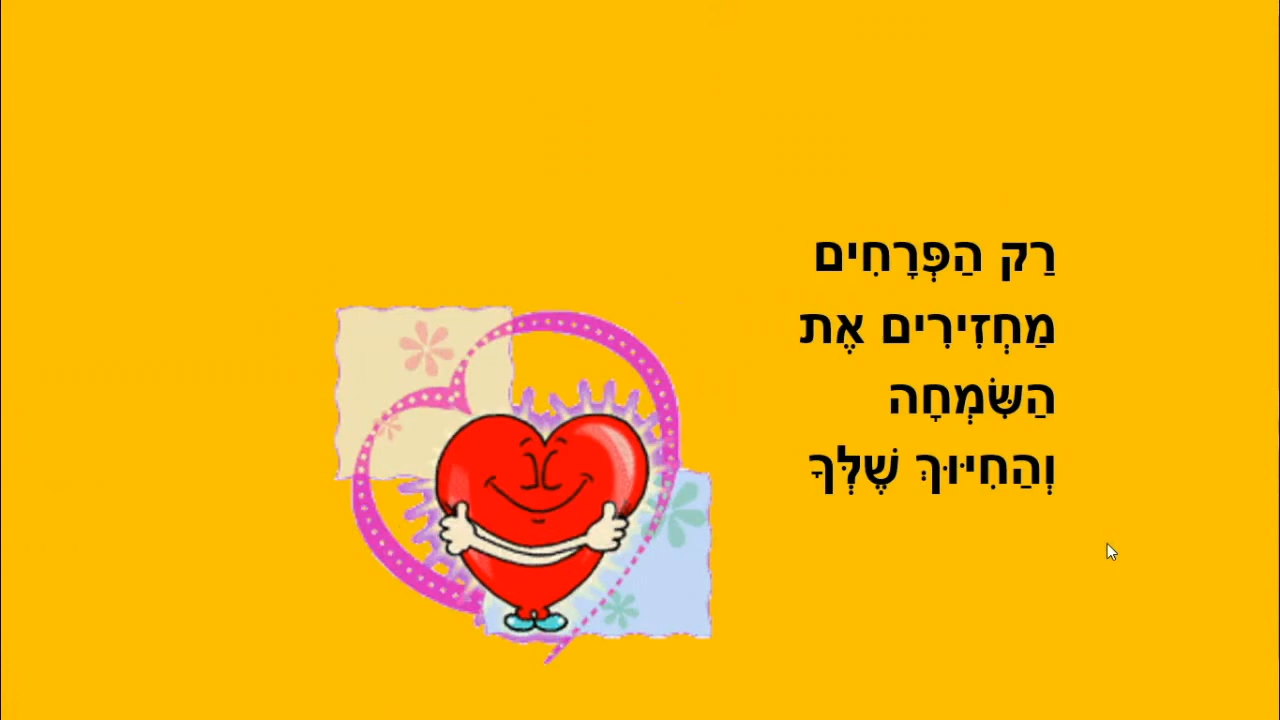 רַק הַפְּרָחִים
מַחְזִירִים אֶת
הַשִּׂמְחָה
וְהַחִיּוּךְ שֶׁלְּךָ